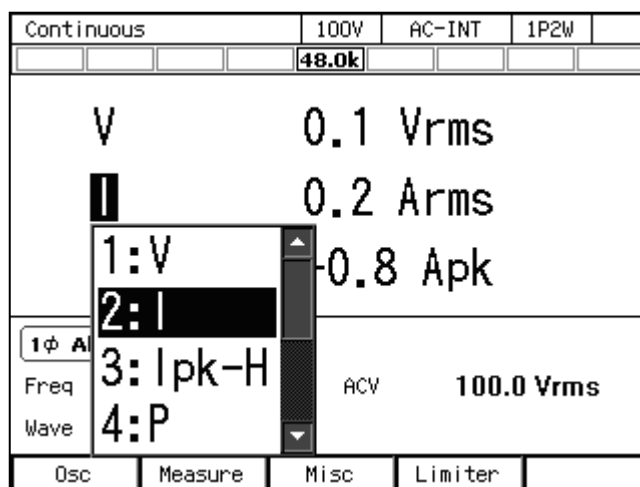 Continuous 100V AC-INT 1P2W
48.0k
V 0.1 Vrms
I 0.2 Arms
1:V
-0.8 Apk
2:I
1ϕ
3:Ipk-H
Freq ACV 100.0 Vrms
4:P
Wave
Osc Measure Misc Limiter